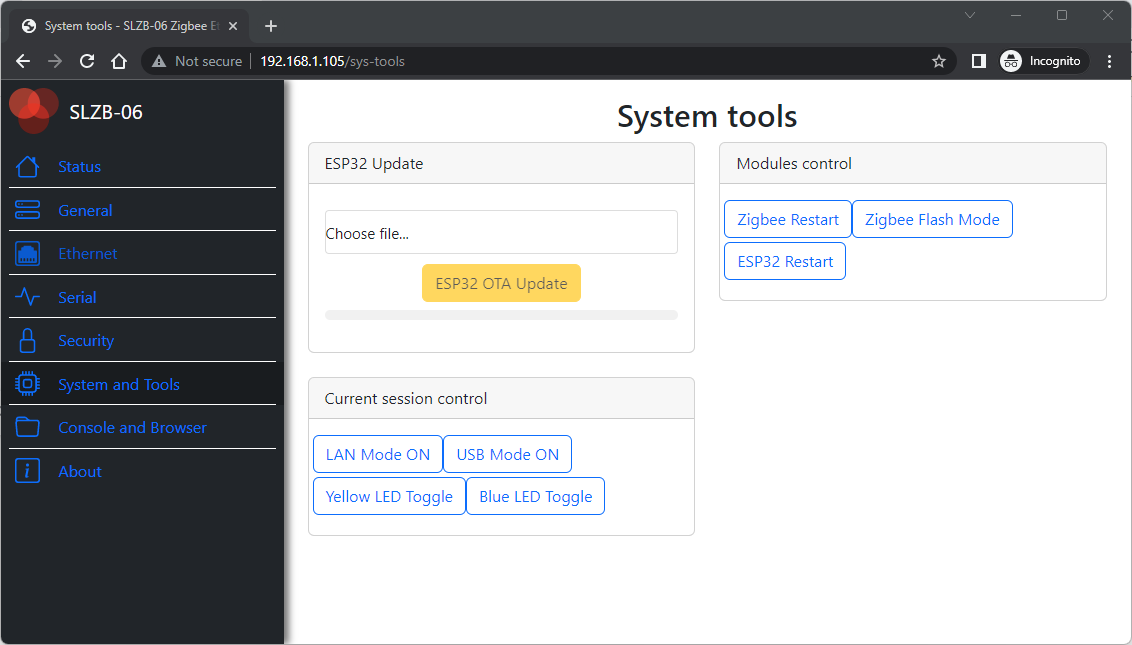 System tools - SLZB-06 Zigbee Et
Not secure
192.168.1.105/sys-tools
Incognito
SLZB-06
Status
General
Ethernet
Serial
Security
System and Tools
Console and Browser
About
System tools
ESP32 Update
Choose file...
ESP32 OTA Update
Modules control
Zigbee Restart
Zigbee Flash Mode
ESP32 Restart
Current session control
LAN Mode ON
USB Mode ON
Yellow LED Toggle
Blue LED Toggle